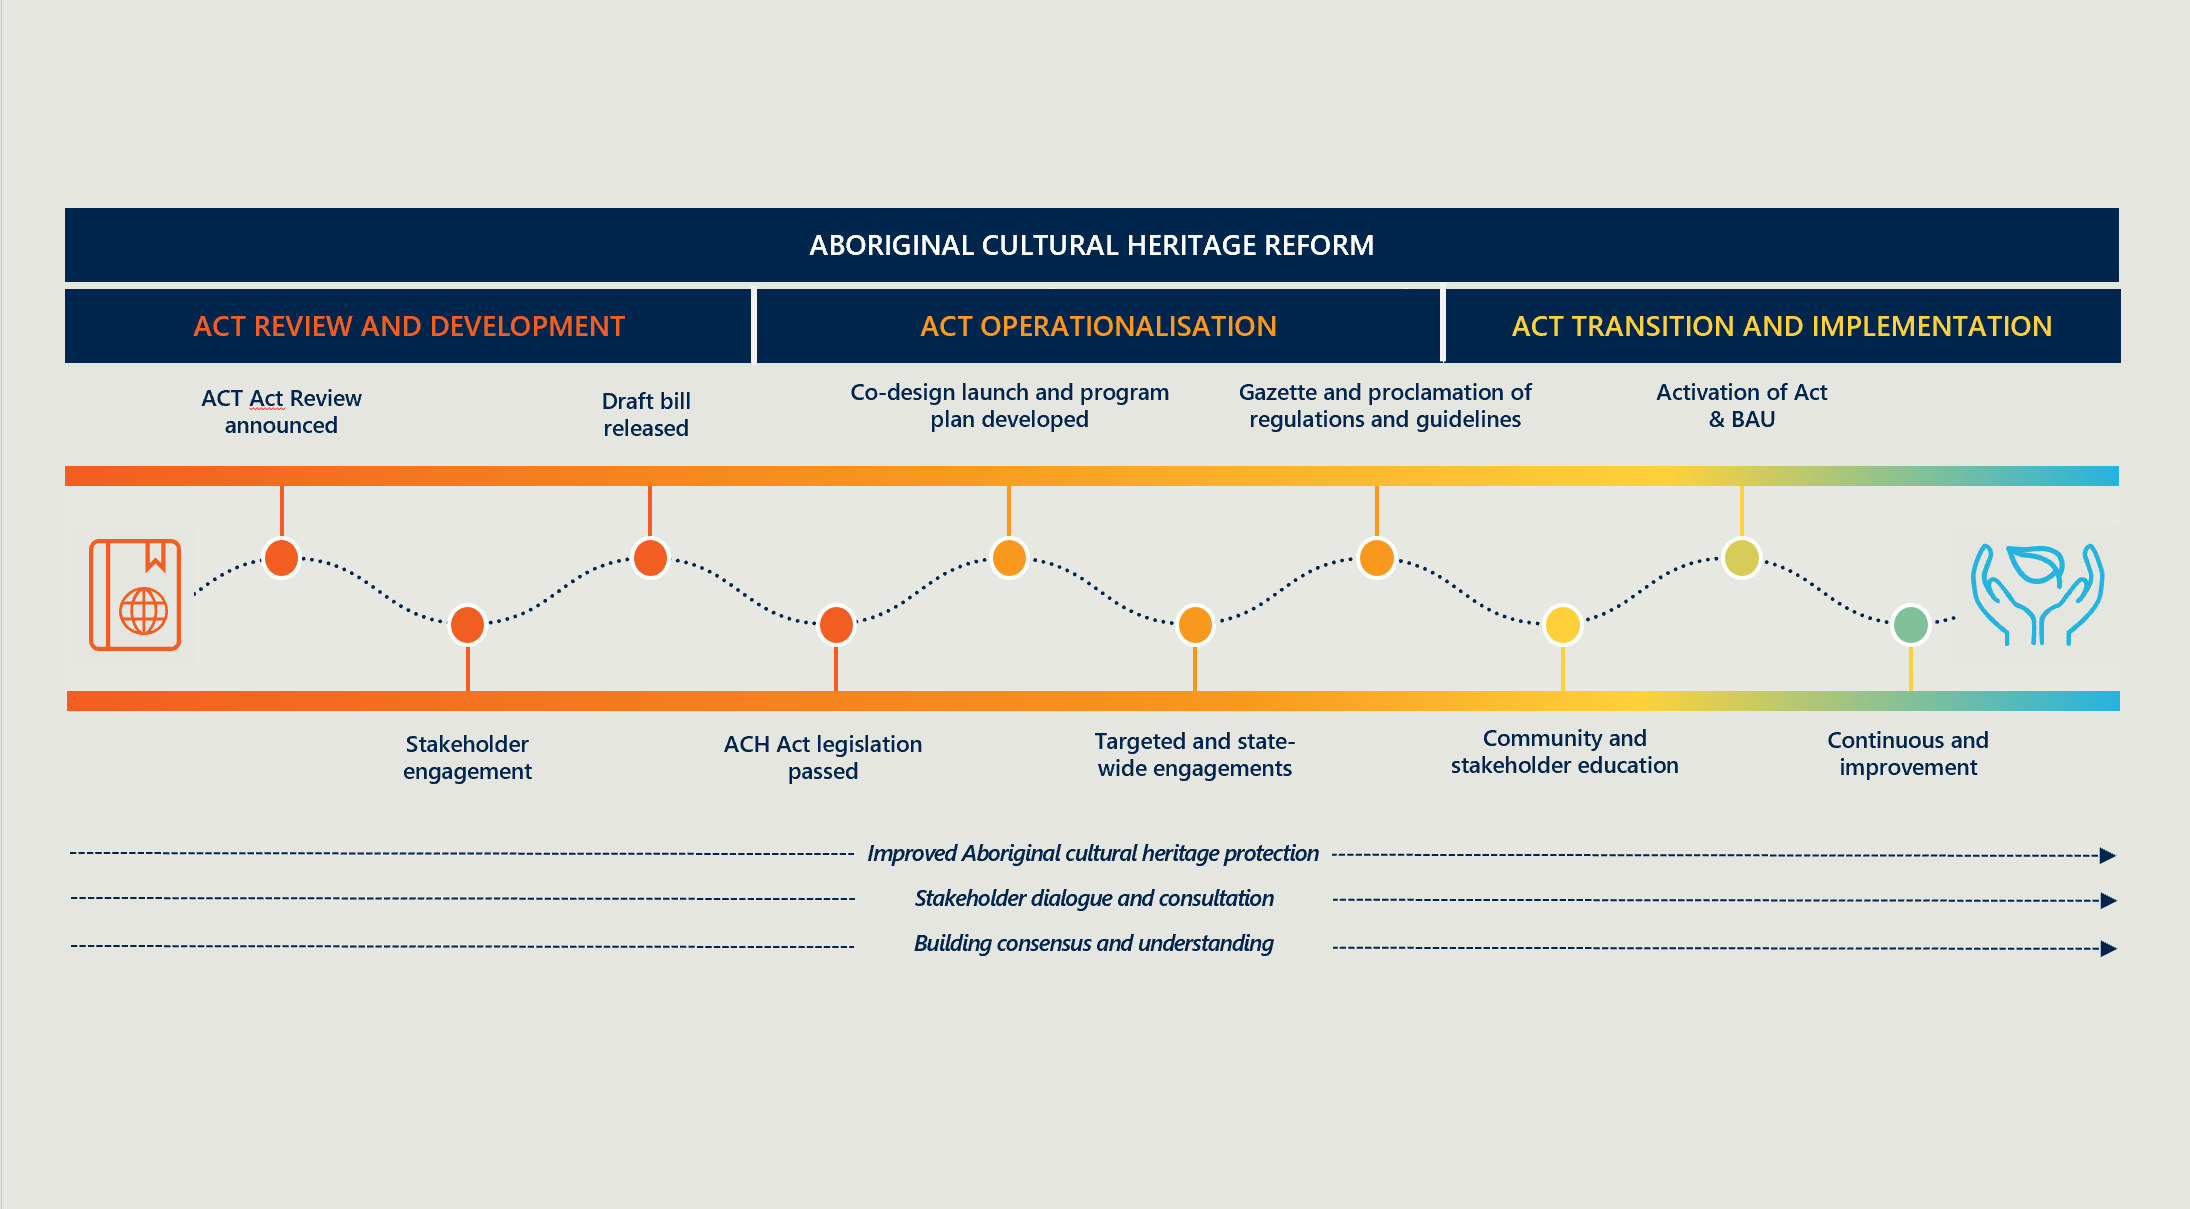 ABORIGINAL CULTURAL HERITAGE REFORM
ACT REVIEW AND DEVELOPMENT
ACT OPERATIONALISATION
ACT TRANSITION AND IMPLEMENTATION
ACT Act Review
announced
Draft bill
released
Co-design launch and program
plan developed
Gazette and proclamation of
regulations and guidelines
Activation of Act
& BAU
Stakeholder
engagement
ACH Act legislation
passed
Targeted and state-
wide engagements
Community and
stakeholder education
Continuous and
improvement
Improved Aboriginal cultural heritage protection
Stakeholder dialogue and consultation
Building consensus and understanding